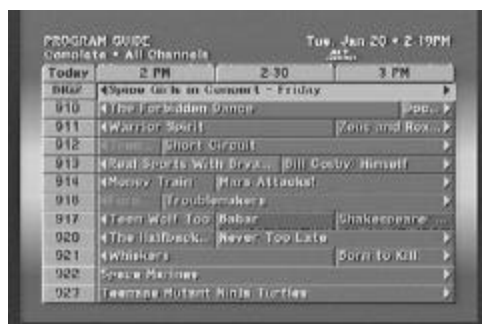 PROGRAM GUIDE Tue, Jan 20 • 2:19PM
Complete • All Channels
Today 2 PM 2:30 3 PM
Spice Girls in Concert - Friday
910 The Forbidden Dance
911 Warrior Spirit Zeus and Rox...
912 Short Circuit
913 Real Sports With Brya... Bill Cosby: Himself
914 Money Train Mars Attacks!
916 Troublemakers
917 Teen Wolf Too Babar Shakespeare ...
920 The Halfback... Never Too Late
921 Whiskers Born to Kill
922 Space Marines
923 Teenage Mutant Ninja Turtles